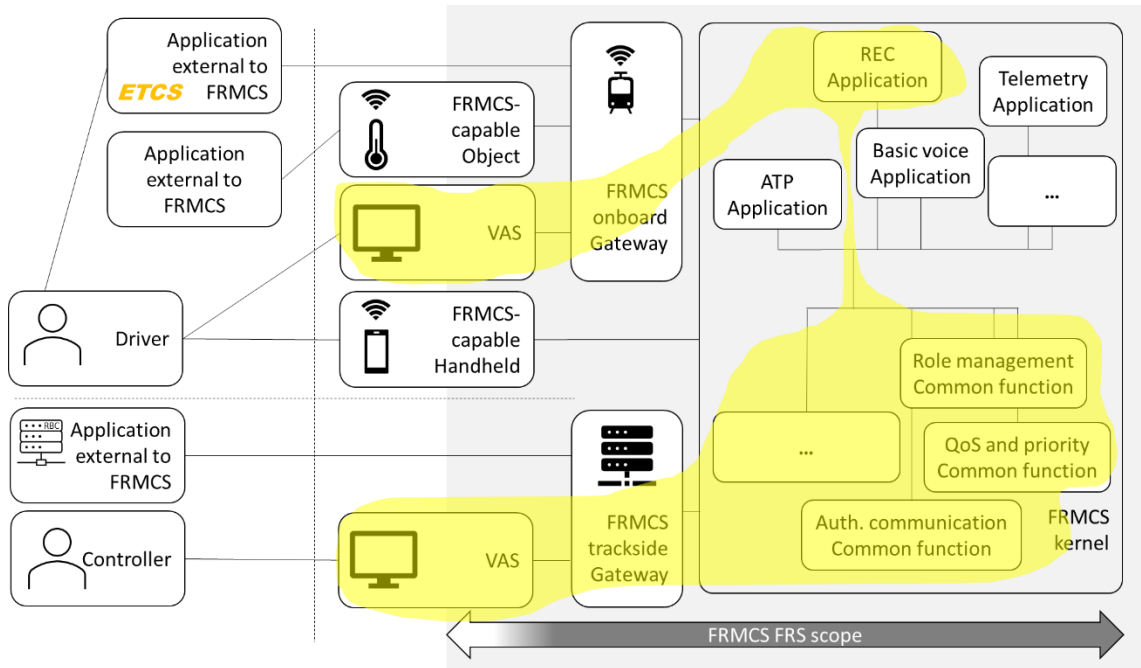 Application
external to
ETCS FRMCS
Application
external to
FRMCS
Driver
RBC
Application
external to
FRMCS
Controller
FRMCS-
capable
Object
VAS
FRMCS-
capable
Handheld
VAS
FRMCS
onboard
Gateway
FRMCS
trackside
Gateway
REC
Application
Telemetry
Application
Basic voice
Application
ATP
Application
...
Role management
Common function
...
QoS and priority
Common function
Auth. communication
Common function
FRMCS
kernel
FRMCS FRS scope